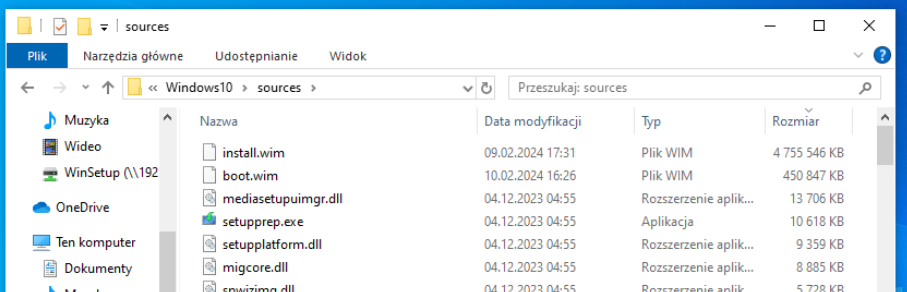 sources
Plik Narzędzia główne Udostępnianie Widok
« Windows10 > sources > Przeszukaj: sources
Muzyka
Wideo
WinSetup (\\192
OneDrive
Ten komputer
Dokumenty
Nazwa Data modyfikacji Typ Rozmiar
install.wim 09.02.2024 17:31 Plik WIM 4 755 546 KB
boot.wim 10.02.2024 16:26 Plik WIM 450 847 KB
mediasetupuimgr.dll 04.12.2023 04:55 Rozszerzenie aplik... 13 706 KB
setupprep.exe 04.12.2023 04:55 Aplikacja 10 618 KB
setupplatform.dll 04.12.2023 04:55 Rozszerzenie aplik... 9 359 KB
migcore.dll 04.12.2023 04:55 Rozszerzenie aplik... 8 885 KB
spwizimg.dll 04.12.2023 04:55 Rozszerzenie aplik... 5 728 KB